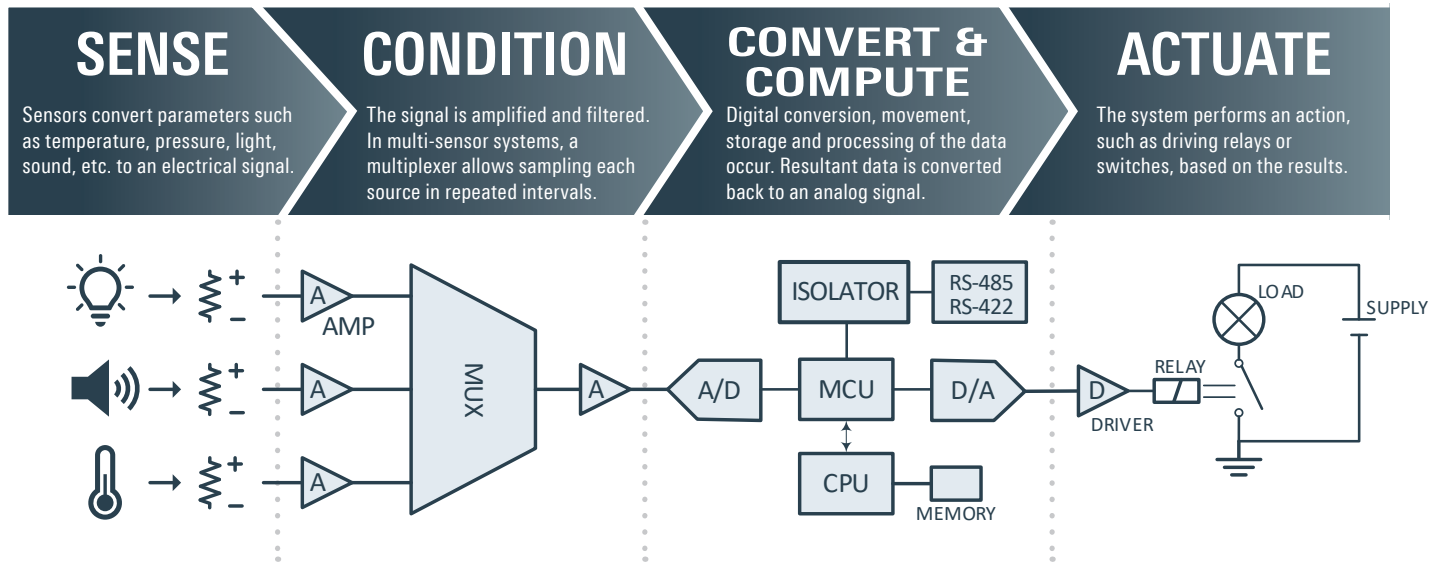 SENSE
Sensors convert parameters such
as temperature, pressure, light,
sound, etc. to an electrical signal.
CONDITION
The signal is amplified and filtered.
In multi-sensor systems, a
multiplexer allows sampling each
source in repeated intervals.
CONVERT &
COMPUTE
Digital conversion, movement,
storage and processing of the data
occur. Resultant data is converted
back to an analog signal.
ACTUATE
The system performs an action,
such as driving relays or
switches, based on the results.
+
−
A
AMP
+
−
A
+
−
A
MUX
A
A/D
ISOLATOR
RS-485
RS-422
MCU
D/A
CPU
MEMORY
D
DRIVER
RELAY
LOAD
SUPPLY